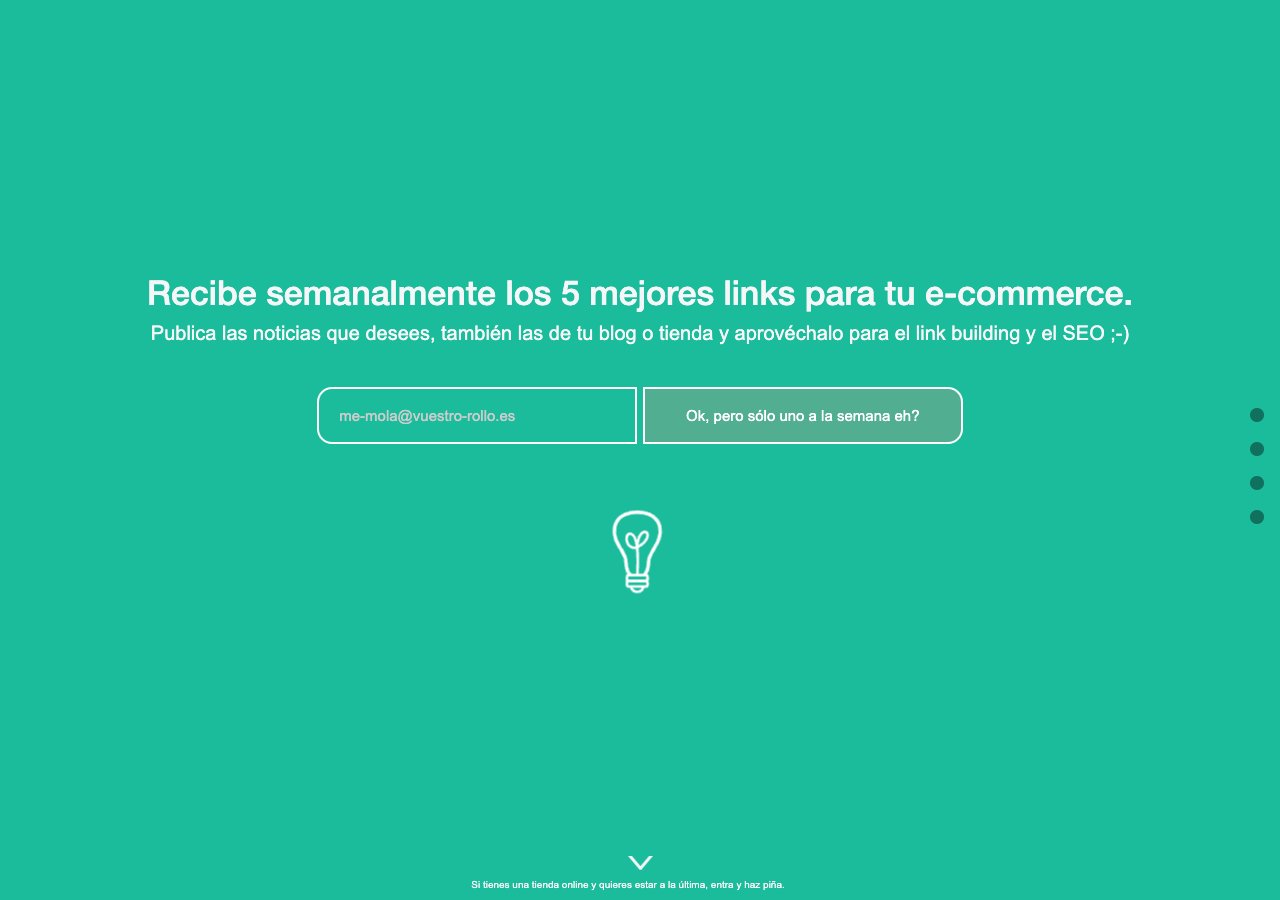 Recibe semanalmente los 5 mejores links para tu e-commerce.
Publica las noticias que desees, también las de tu blog o tienda y aprovéchalo para el link building y el SEO ;-)
me-mola@vuestro-rollo.es
Ok, pero sólo uno a la semana eh?
Si tienes una tienda online y quieres estar a la última, entra y haz piña.